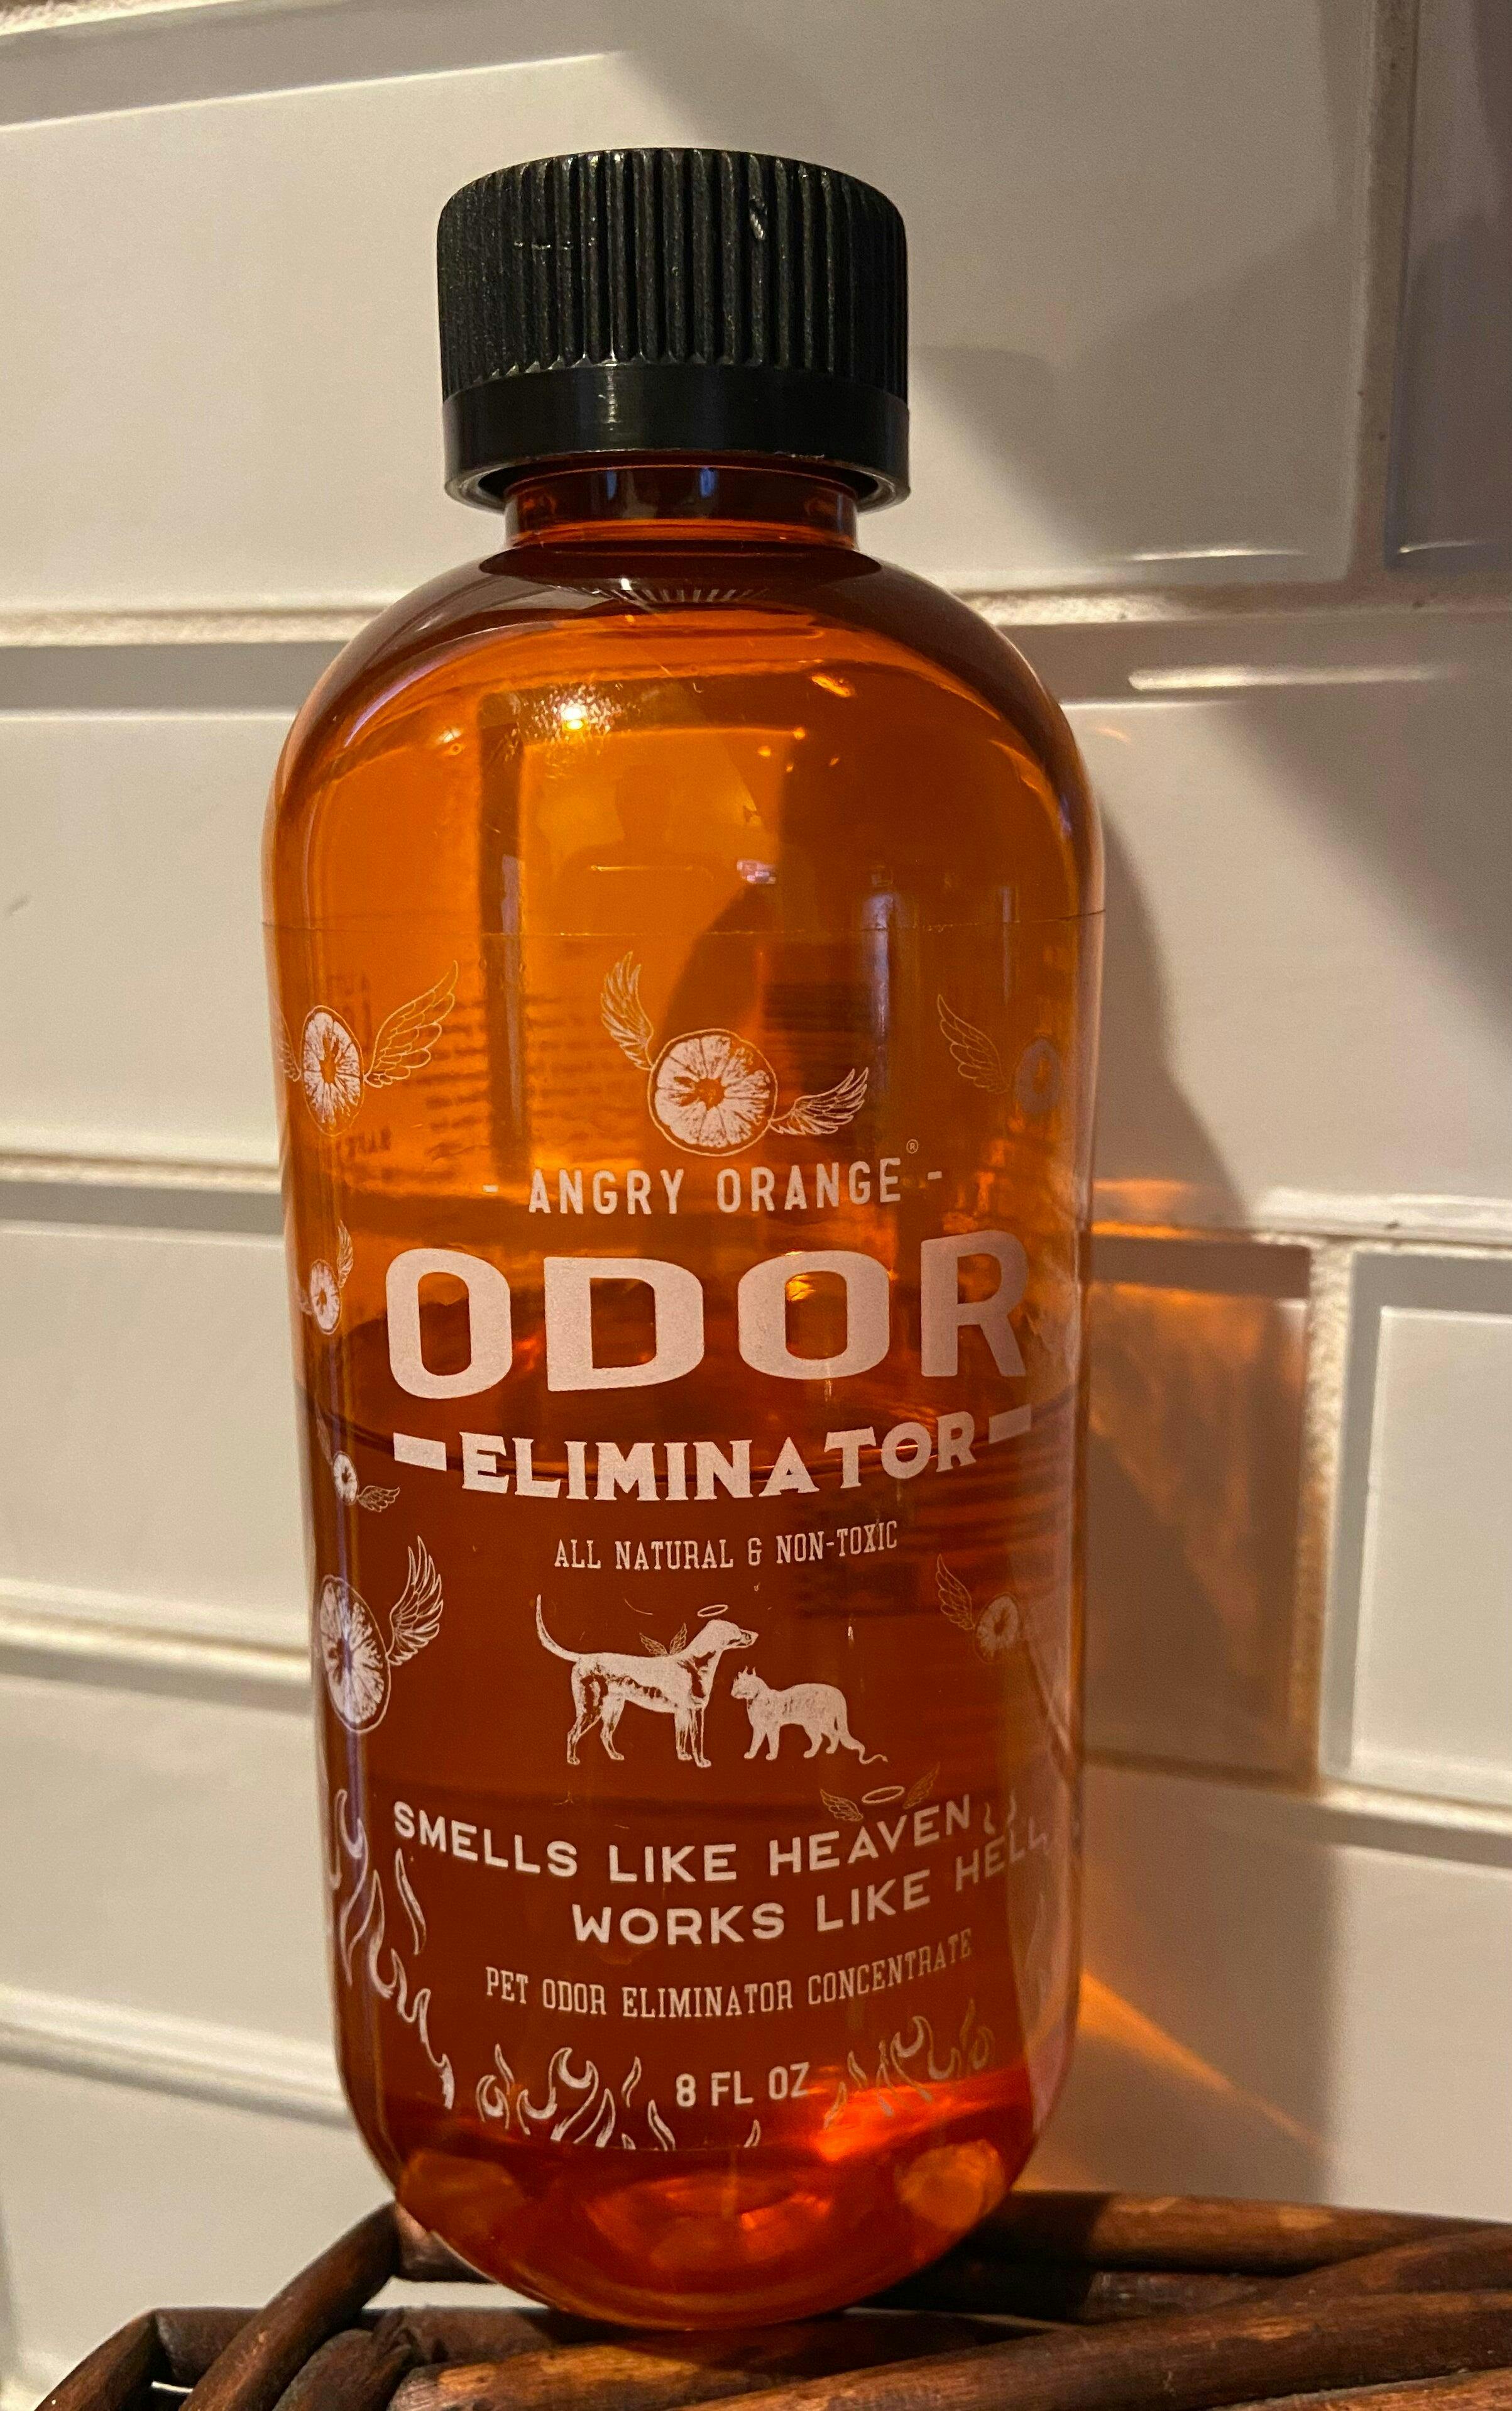 - ANGRY ORANGE® -
ODOR
ELIMINATOR
ALL NATURAL & NON-TOXIC
SMELLS LIKE HEAVEN,
WORKS LIKE HELL
PET ODOR ELIMINATOR CONCENTRATE
8 FL OZ